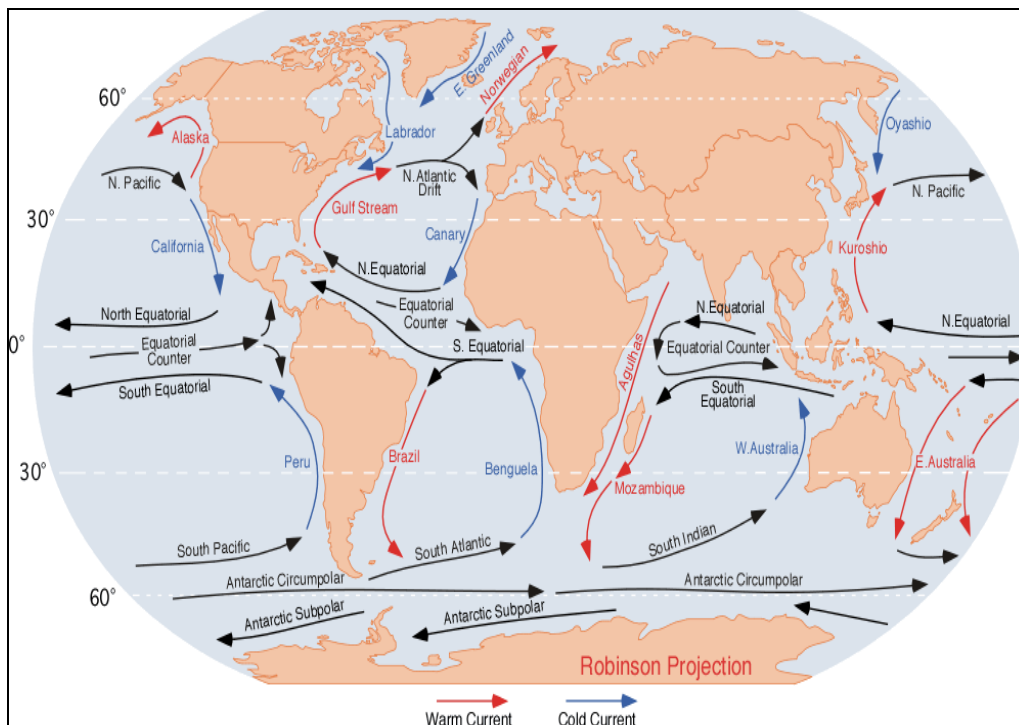 E. Greenland
Norwegian
60°
Alaska
Labrador
Oyashio
N. Pacific
N. Atlantic
Drift
N. Pacific
Gulf Stream
30°
California
Canary
Kuroshio
N.Equatorial
North Equatorial
Equatorial
Counter
N.Equatorial
N.Equatorial
Equatorial
Counter
0°
S. Equatorial
Equatorial Counter
South Equatorial
Agulhas
South
Equatorial
Peru
Brazil
Benguela
W.Australia
E.Australia
30°
Mozambique
South Pacific
South Atlantic
South Indian
Antarctic Circumpolar
Antarctic Circumpolar
60°
Antarctic Subpolar
Antarctic Subpolar
Robinson Projection
Warm Current
Cold Current